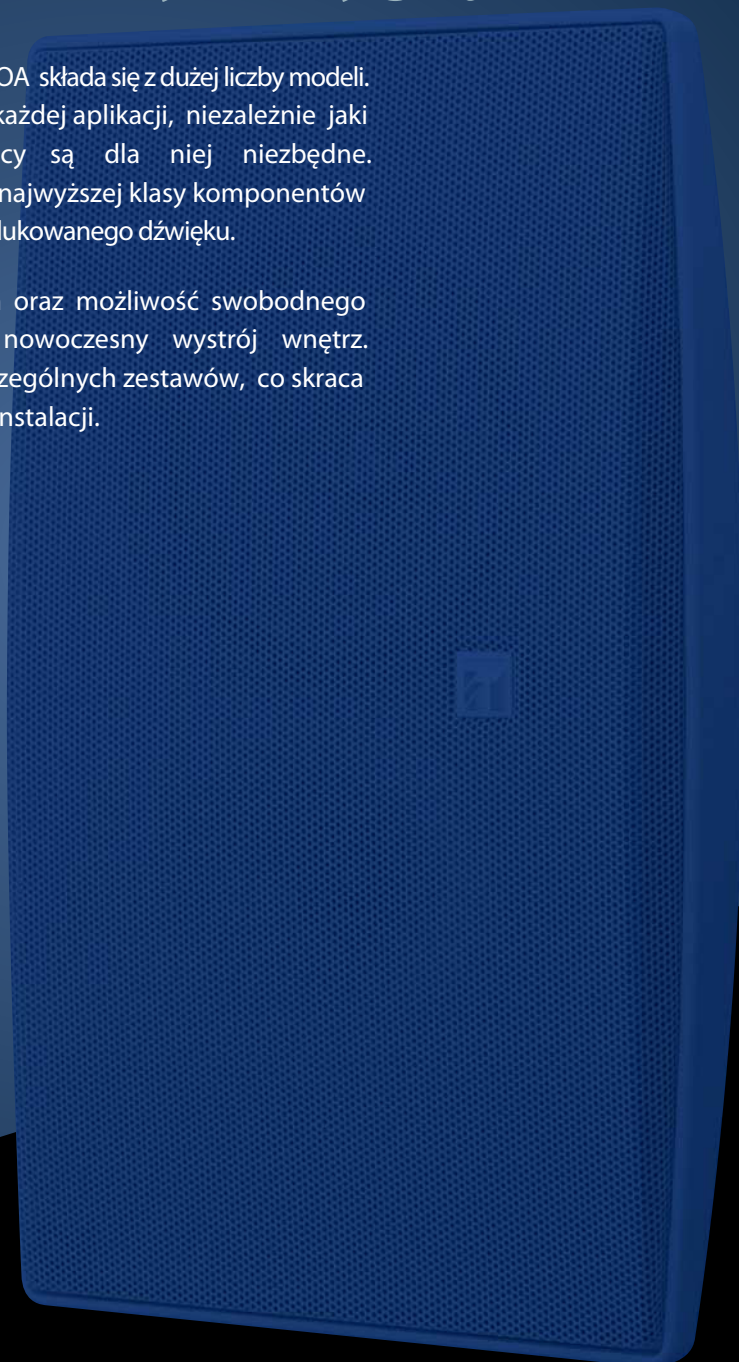 OA składa się z dużej liczby modeli.
każdej aplikacji, niezależnie jaki
cy są dla niej niezbędne.
najwyższej klasy komponentów
lukowanego dźwięku.
oraz możliwość swobodnego
nowoczesny wystrój wnętrz.
zególnych zestawów, co skraca
nstalacji.